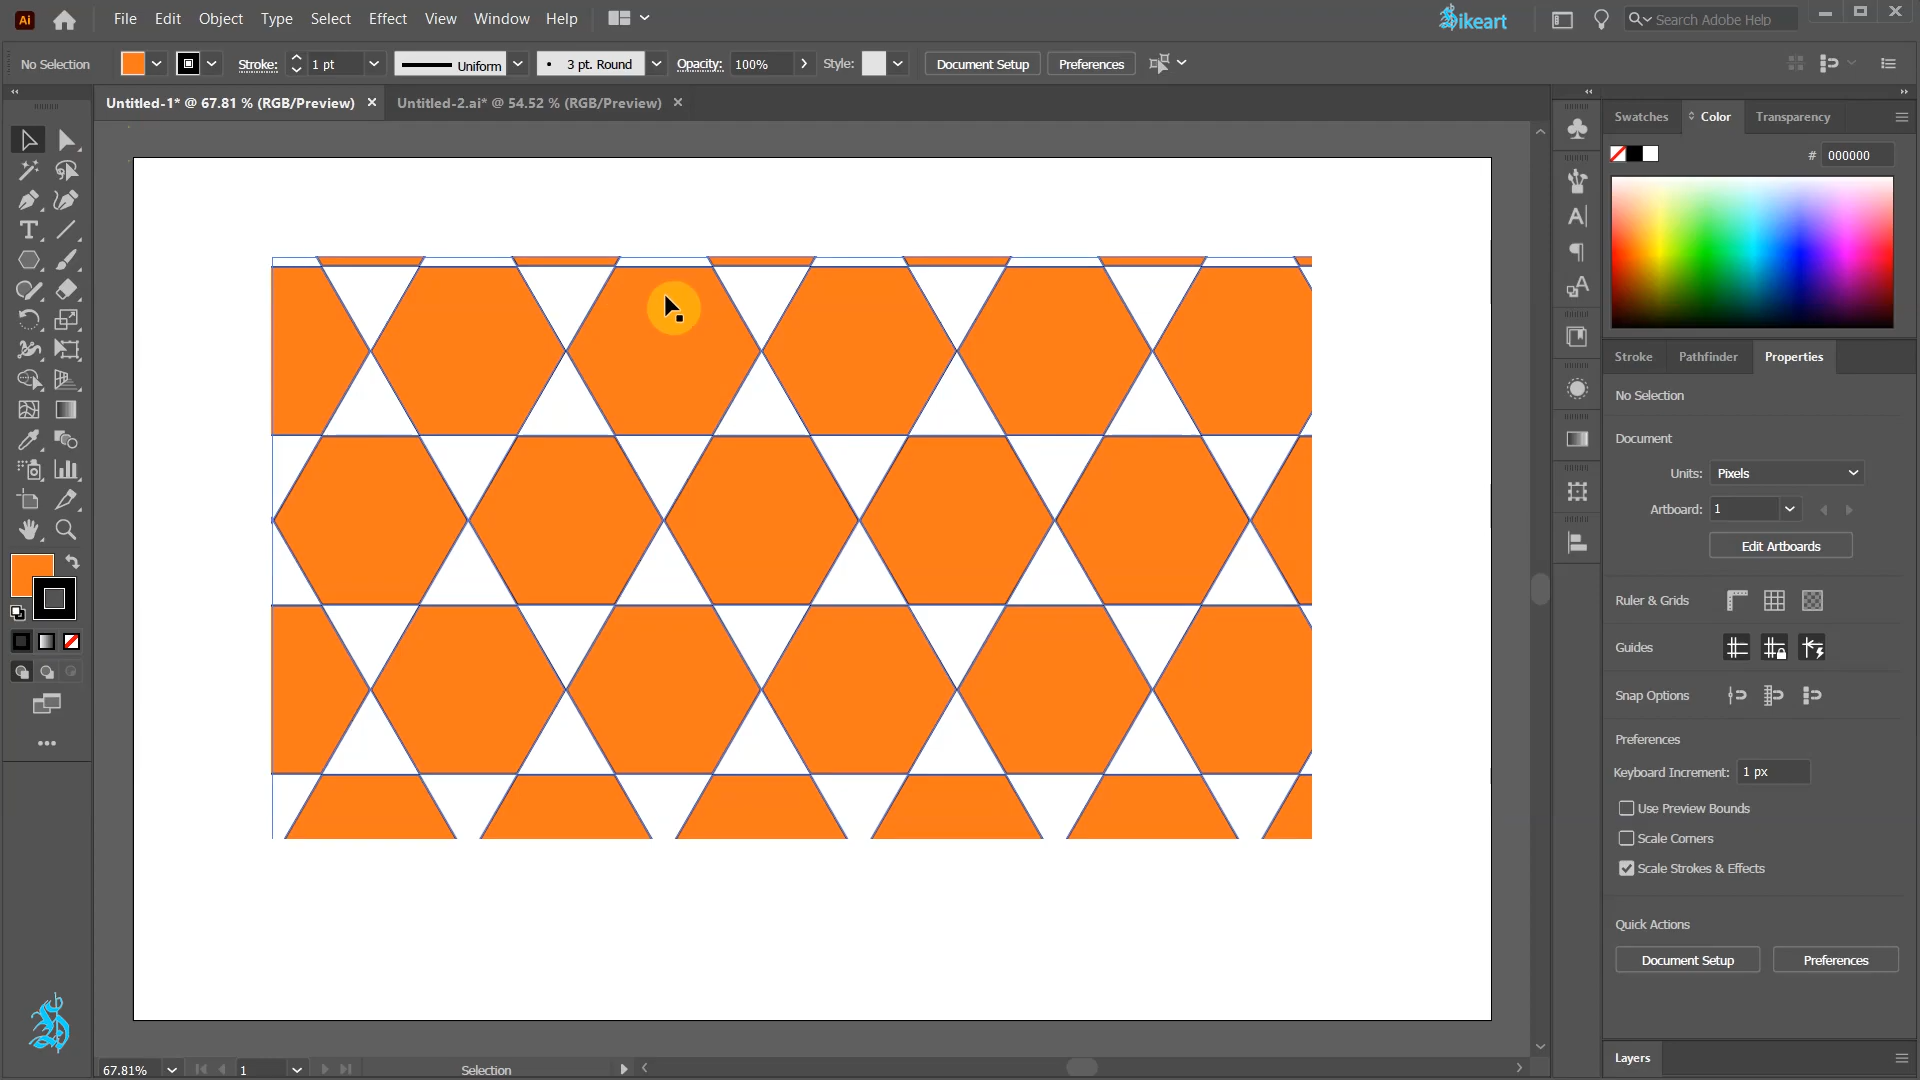 Ai File Edit Object Type Select Effect View Window Help Sikeart Search Adobe Help
No Selection Stroke: 1 pt Uniform 3 pt. Round Opacity: 100% Style: Document Setup Preferences
Untitled-1* @ 67.81 % (RGB/Preview) × Untitled-2.ai* @ 54.52 % (RGB/Preview) ×
Swatches Color Transparency
# 000000
Stroke Pathfinder Properties
No Selection
Document
Units: Pixels
Artboard: 1
Edit Artboards
Ruler & Grids
Guides
Snap Options
Preferences
Keyboard Increment: 1 px
Use Preview Bounds
Scale Corners
Scale Strokes & Effects
Quick Actions
Document Setup Preferences
Layers
67.81% 1 Selection